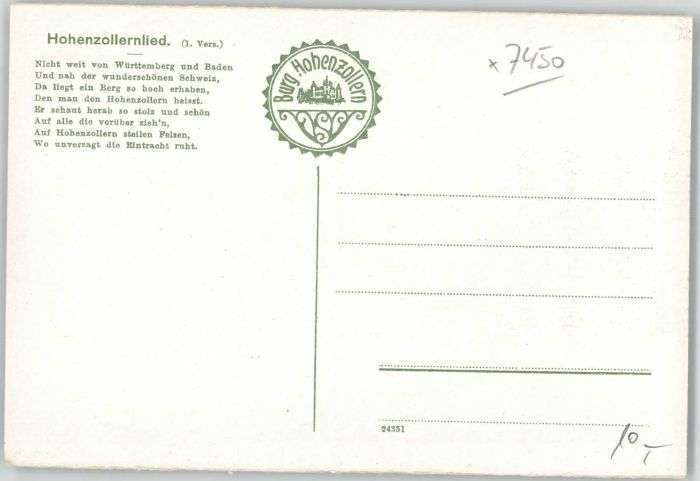 Hohenzollernlied. (1. Vers.)
Nicht weit von Württemberg und Baden
Und nah der wunderschönen Schweiz,
Da liegt ein Berg so hoch erhaben,
Den man den Hohenzollern heisst.
Er schaut herab so stolz und schön
Auf alle die vorüber zieh'n,
Auf Hohenzollern steilen Felsen,
Wo unverzagt die Eintracht ruht.
Burg Hohenzollern
x 7450
24351
10,-